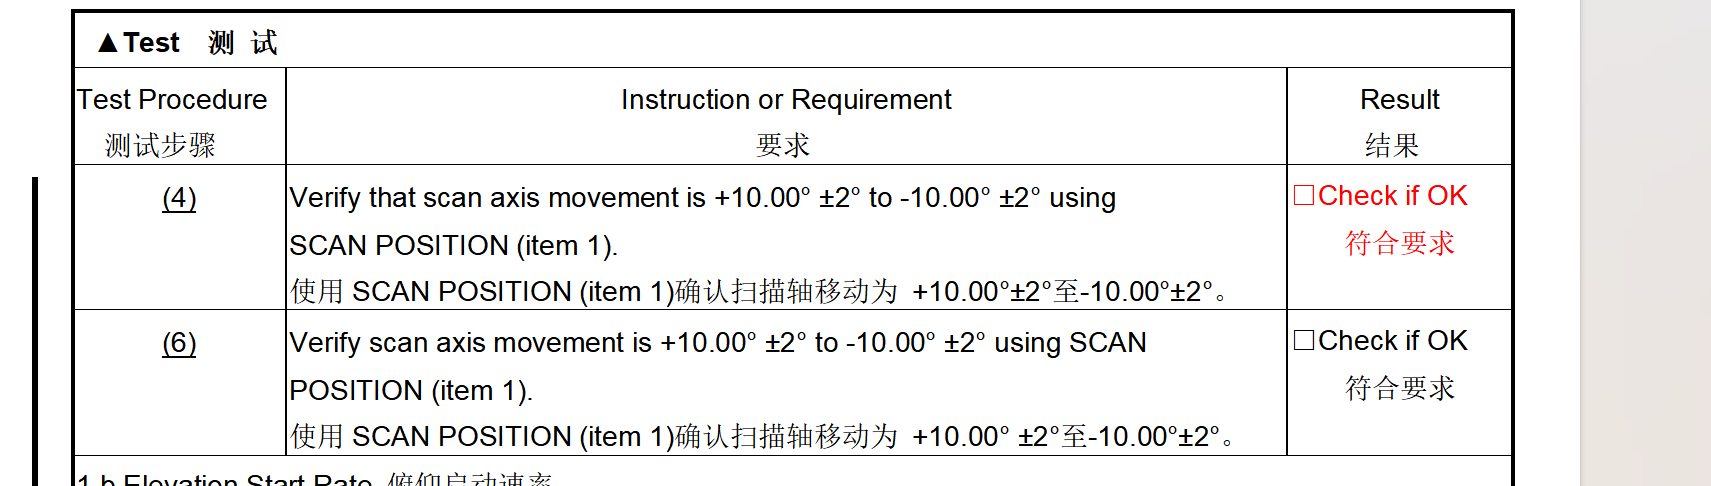 ▲Test 测 试
Test Procedure
测试步骤
Instruction or Requirement
要求
Result
结果
(4)
Verify that scan axis movement is +10.00° ±2° to -10.00° ±2° using
SCAN POSITION (item 1).
使用 SCAN POSITION (item 1)确认扫描轴移动为 +10.00°±2°至-10.00°±2°。
□Check if OK
符合要求
(6)
Verify scan axis movement is +10.00° ±2° to -10.00° ±2° using SCAN
POSITION (item 1).
使用 SCAN POSITION (item 1)确认扫描轴移动为 +10.00° ±2°至-10.00°±2°。
□Check if OK
符合要求
1.b Elevation Start Rate 俯仰启动速率